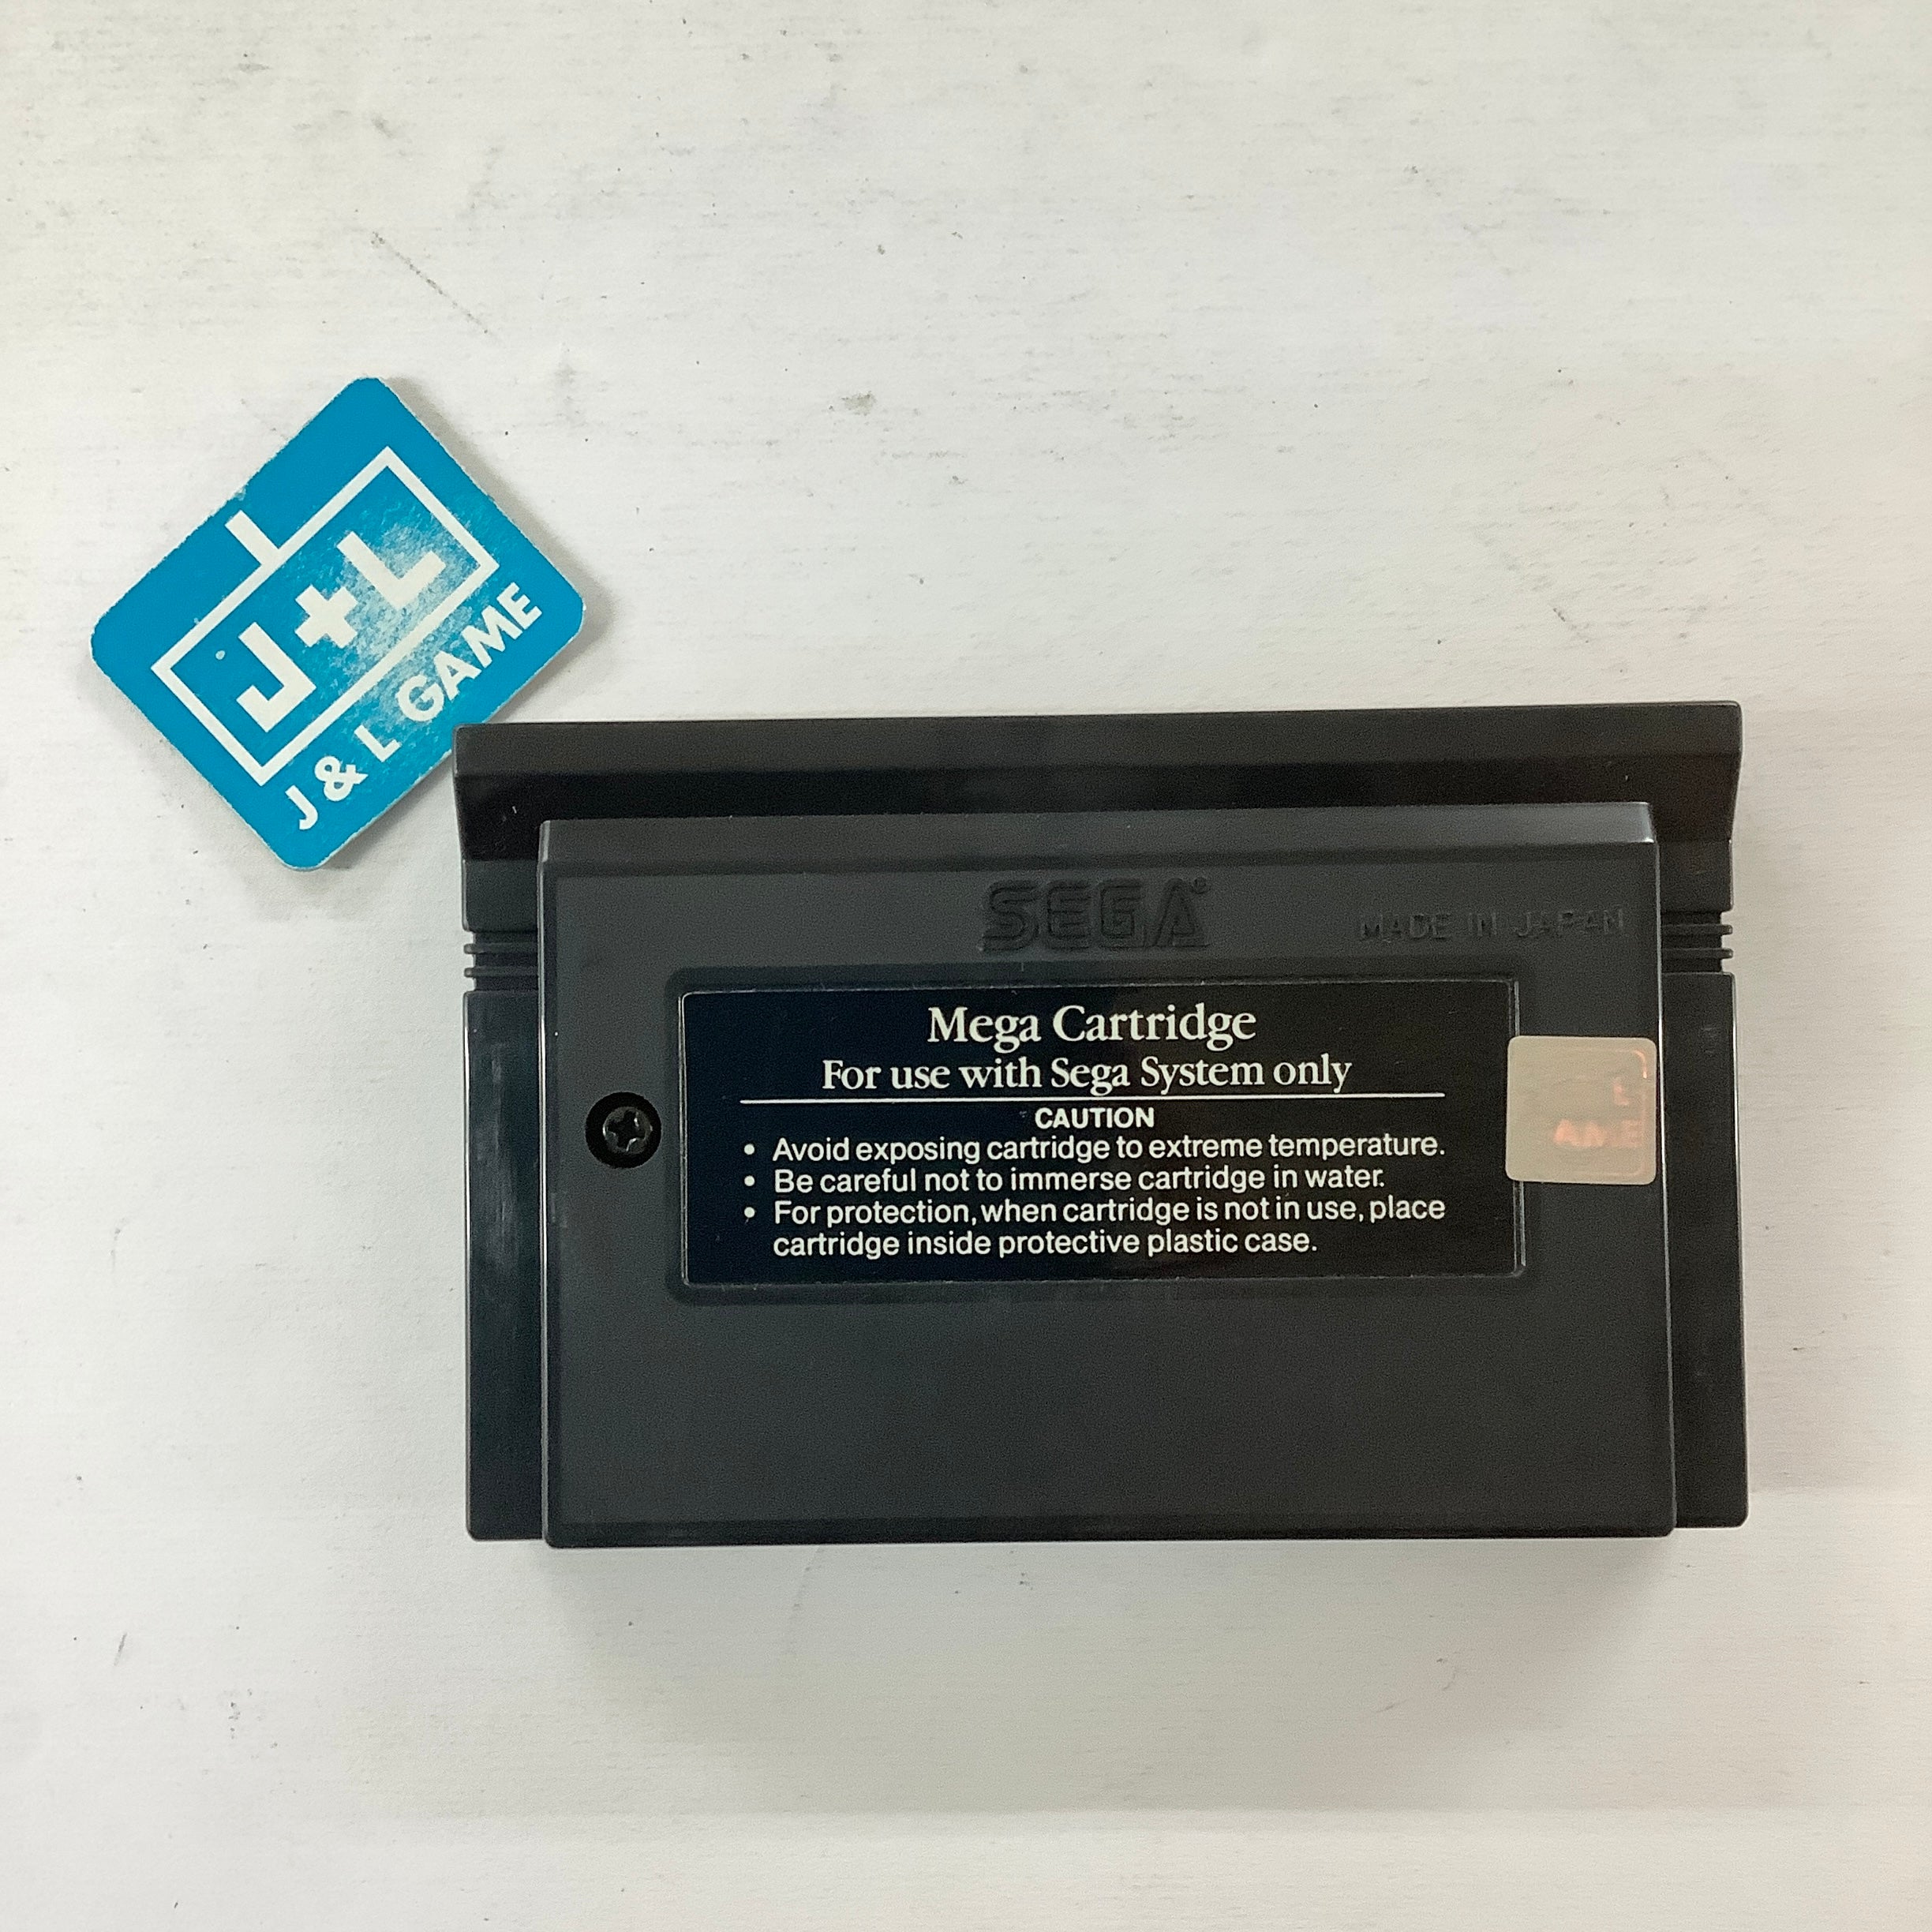 J+L
J & L GAME
SEGA®
MADE IN JAPAN
Mega Cartridge
For use with Sega System only
CAUTION
• Avoid exposing cartridge to extreme temperature.
• Be careful not to immerse cartridge in water.
• For protection, when cartridge is not in use, place
cartridge inside protective plastic case.